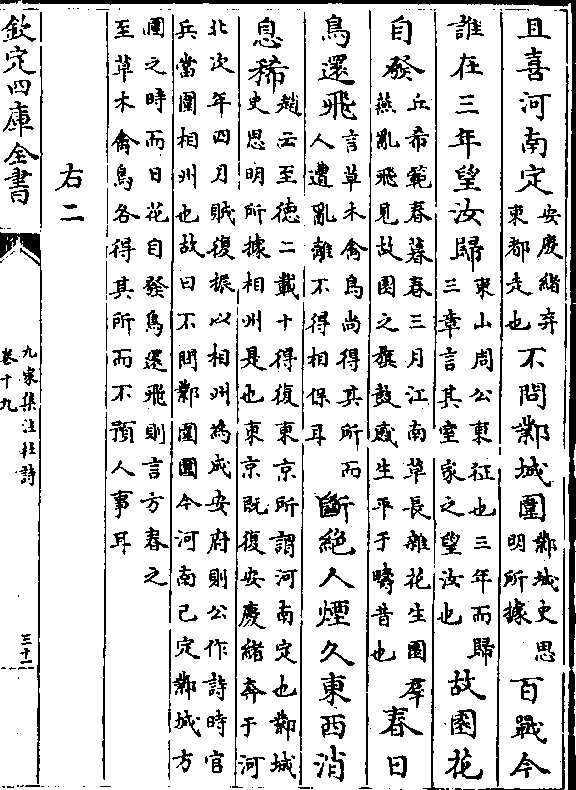 且喜河南定安慶緒弃東都走也不問鄴城圍鄴城史思明所據百戰今
誰在三年望汝歸東山周公東征也三年而歸三章言其室家之望汝也故園花
自發丘希範春暮春三月江南草長雜花生園羣燕亂飛見故園之旗鼓感生平于疇昔也春日
鳥還飛言草木禽鳥尚得其所而人遭亂離不得相保耳斷絶人煙久東西消
息稀趙云至德二載十得復東京所謂河南定也鄴城史思明所據相州是也東京既復安慶緒奔于河
北次年四月賊復振以相州為成安府則公作詩時官兵當圍相州也故曰不問鄴圍圍今河南已定鄴城方
圍之時而日花自發鳥還飛則言方春之至草木禽鳥各得其所而不預人事耳
右二
欽定四庫全書
九家集注杜詩
卷十九
三十一